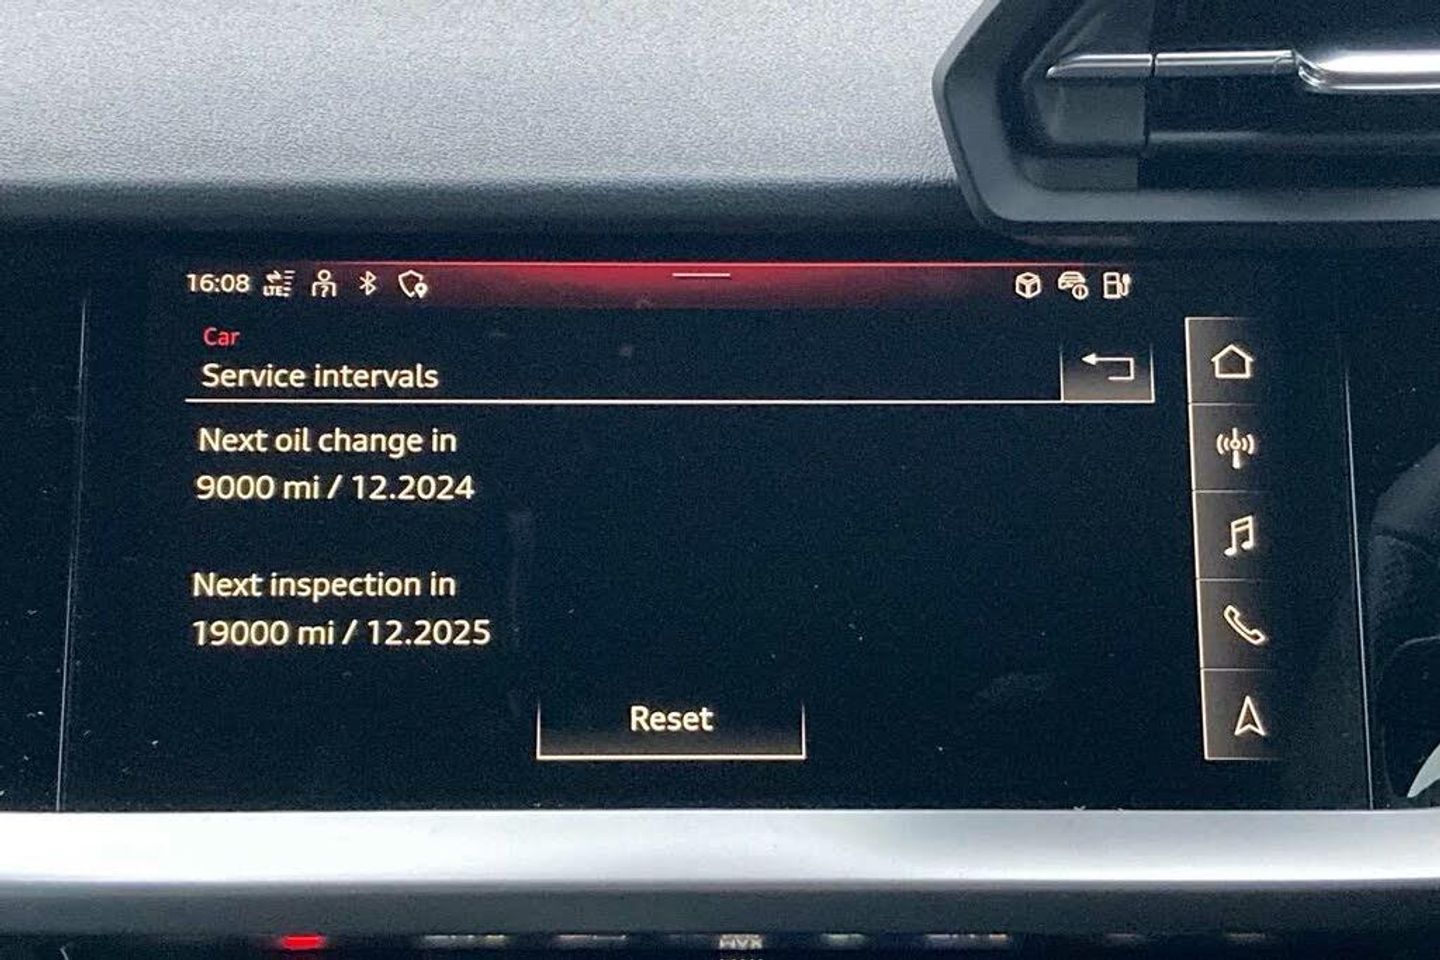 16:08 LTE
Car
Service intervals
Next oil change in
9000 mi / 12.2024
Next inspection in
19000 mi / 12.2025
Reset